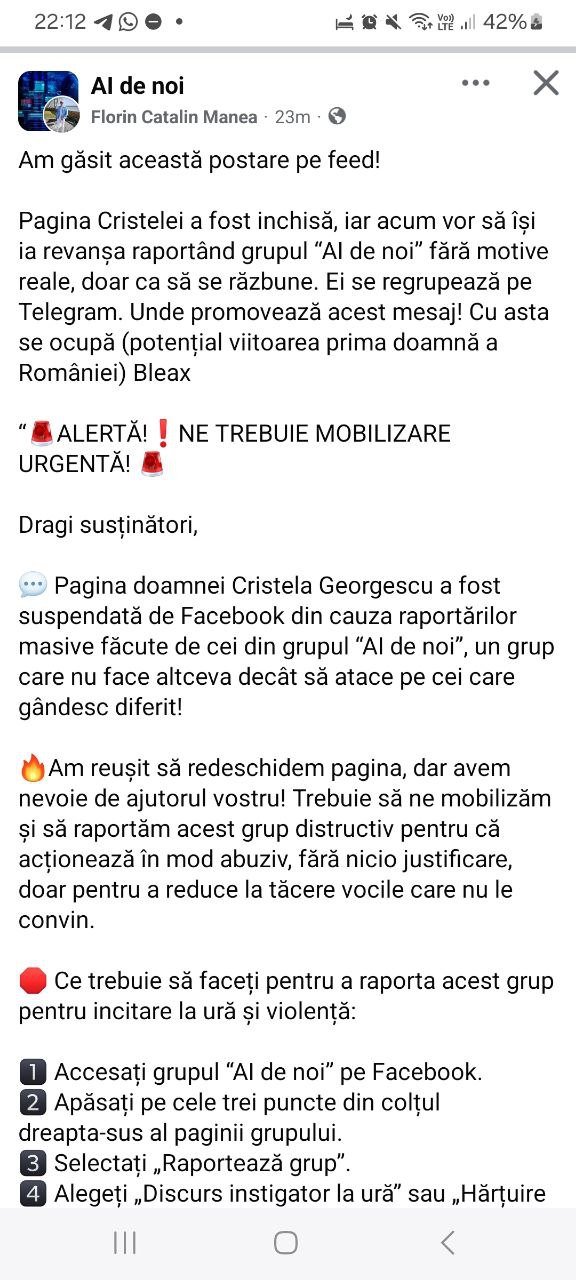 22:12
Vo)) LTE 42%
AI de noi
Florin Catalin Manea · 23m ·
Am găsit această postare pe feed!
Pagina Cristelei a fost inchisă, iar acum vor să își
ia revanșa raportând grupul “AI de noi” fără motive
reale, doar ca să se răzbune. Ei se regrupează pe
Telegram. Unde promovează acest mesaj! Cu asta
se ocupă (potențial viitoarea prima doamnă a
României) Bleax
“🚨ALERTĂ!❗NE TREBUIE MOBILIZARE
URGENTĂ! 🚨
Dragi susținători,
💬 Pagina doamnei Cristela Georgescu a fost
suspendată de Facebook din cauza raportărilor
masive făcute de cei din grupul “AI de noi”, un grup
care nu face altceva decât să atace pe cei care
gândesc diferit!
🔥Am reușit să redeschidem pagina, dar avem
nevoie de ajutorul vostru! Trebuie să ne mobilizăm
și să raportăm acest grup distructiv pentru că
acționează în mod abuziv, fără nicio justificare,
doar pentru a reduce la tăcere vocile care nu le
convin.
🛑 Ce trebuie să faceți pentru a raporta acest grup
pentru incitare la ură și violență:
1️⃣ Accesați grupul “AI de noi” pe Facebook.
2️⃣ Apăsați pe cele trei puncte din colțul
dreapta-sus al paginii grupului.
3️⃣ Selectați „Raportează grup”.
4️⃣ Alegeți „Discurs instigator la ură” sau „Hărțuire